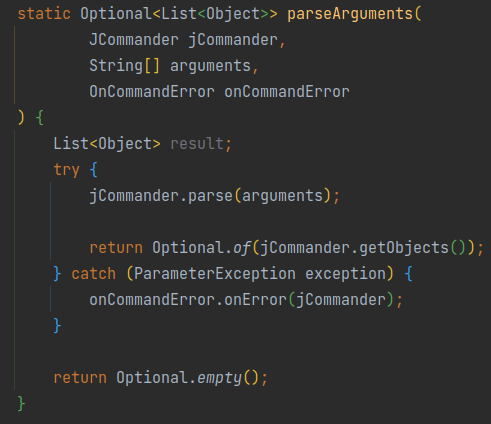 static Optional<List<Object>> parseArguments(
        JCommander jCommander,
        String[] arguments,
        OnCommandError onCommandError
) {
    List<Object> result;
    try {
        jCommander.parse(arguments);

        return Optional.of(jCommander.getObjects());
    } catch (ParameterException exception) {
        onCommandError.onError(jCommander);
    }

    return Optional.empty();
}